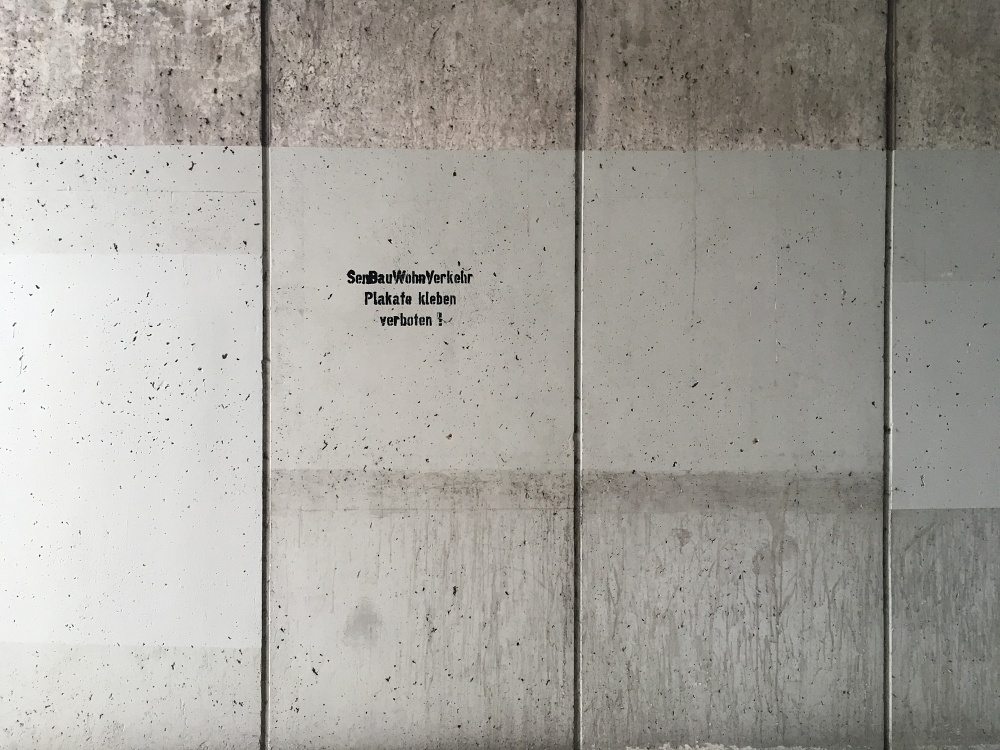 SenBauWohnVerkehr
Plakate kleben
verboten !